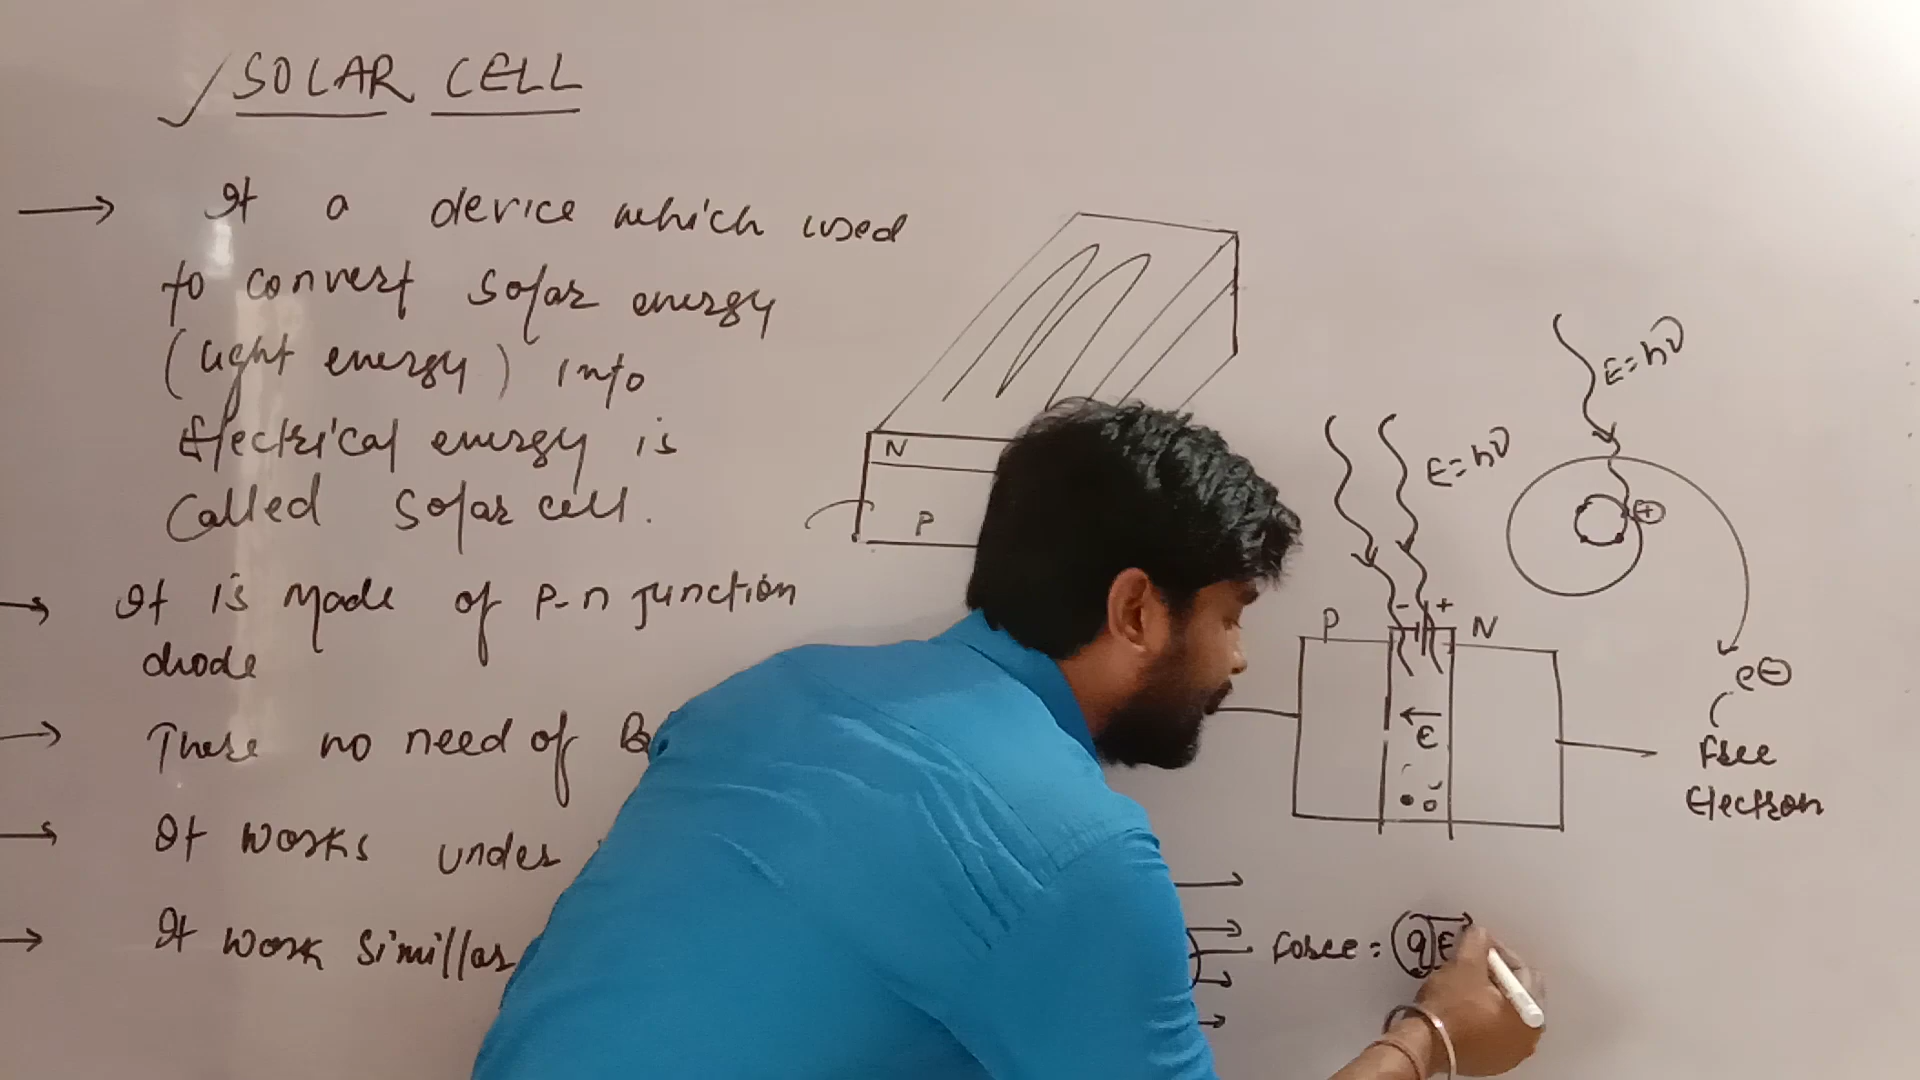 SOLAR CELL
It a device which used
to convert solar energy
(light energy) into
Electrical energy is
Called Solar cell.
It is made of P-n junction
diode
There no need of
It works under
It work Simillar
N
P
E=hν
E=hν
- +
P N
E
e⊖
Free
Electron
Force = qE